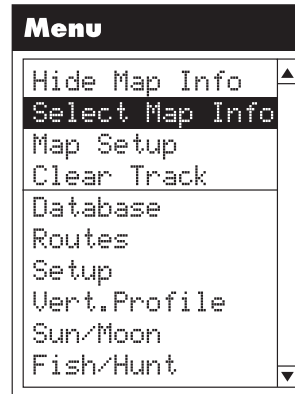 Menu
Hide Map Info
Select Map Info
Map Setup
Clear Track
Database
Routes
Setup
Vert.Profile
Sun/Moon
Fish/Hunt